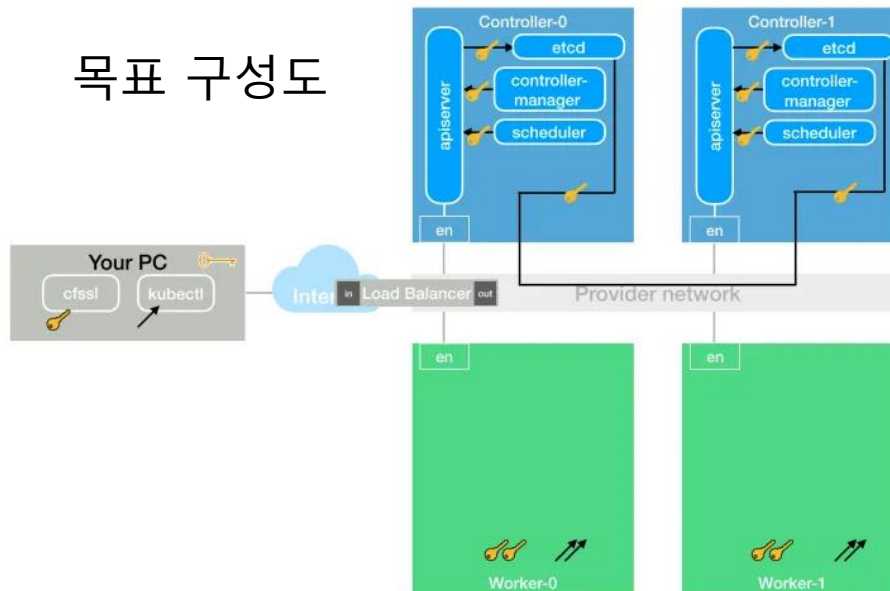 목표 구성도
Controller-0
apiserver
etcd
controller-
manager
scheduler
en
Controller-1
apiserver
etcd
controller-
manager
scheduler
en
Your PC
cfssl
kubectl
Inter
in
Load Balancer
out
Provider network
en
Worker-0
en
Worker-1